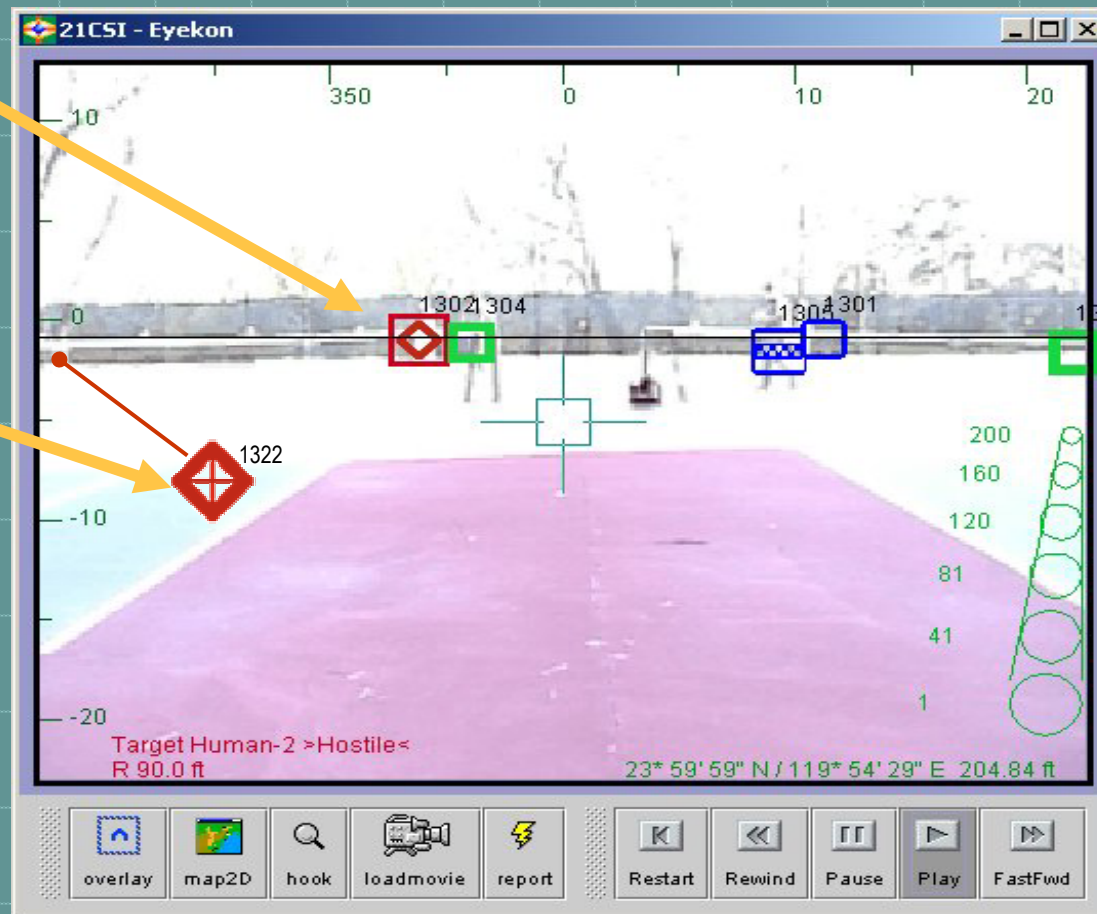 21CSI - Eyekon
350 0 10 20
10
0
-10
-20
1302 1304
1305 1301
13
1322
200
160
120
81
41
1
Target Human-2 >Hostile<
R 90.0 ft
23* 59' 59" N / 119* 54' 29" E 204.84 ft
overlay map2D hook loadmovie report Restart Rewind Pause Play FastFwd